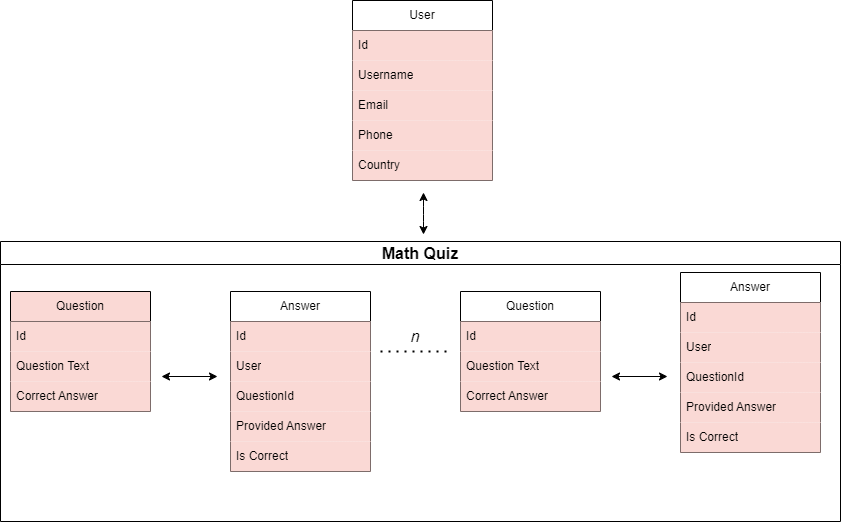 User
Id
Username
Email
Phone
Country
Math Quiz
Question
Id
Question Text
Correct Answer
Answer
Id
User
QuestionId
Provided Answer
Is Correct
n
Question
Id
Question Text
Correct Answer
Answer
Id
User
QuestionId
Provided Answer
Is Correct